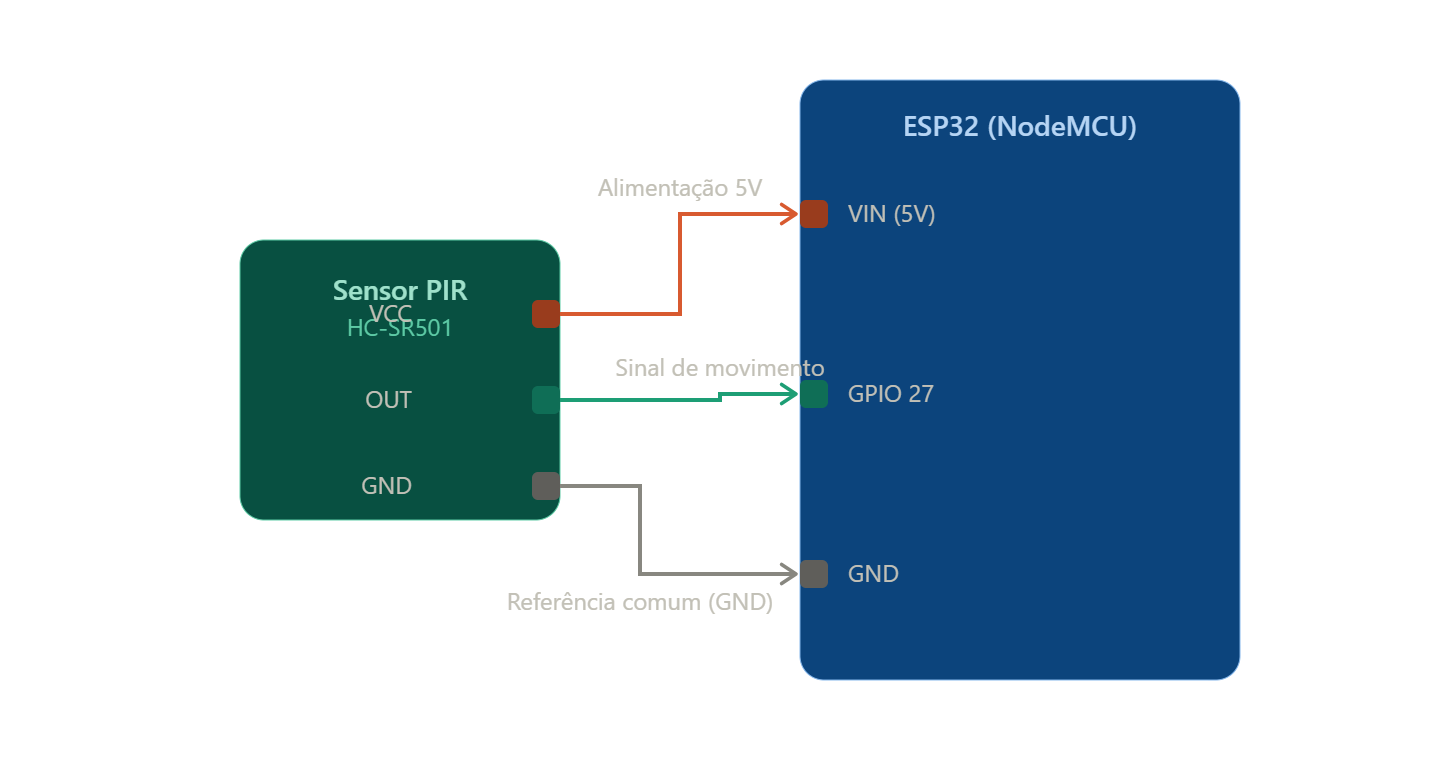 ESP32 (NodeMCU)
Alimentação 5V
VIN (5V)
Sensor PIR
VCC
HC-SR501
Sinal de movimento
OUT
GPIO 27
GND
GND
Referência comum (GND)